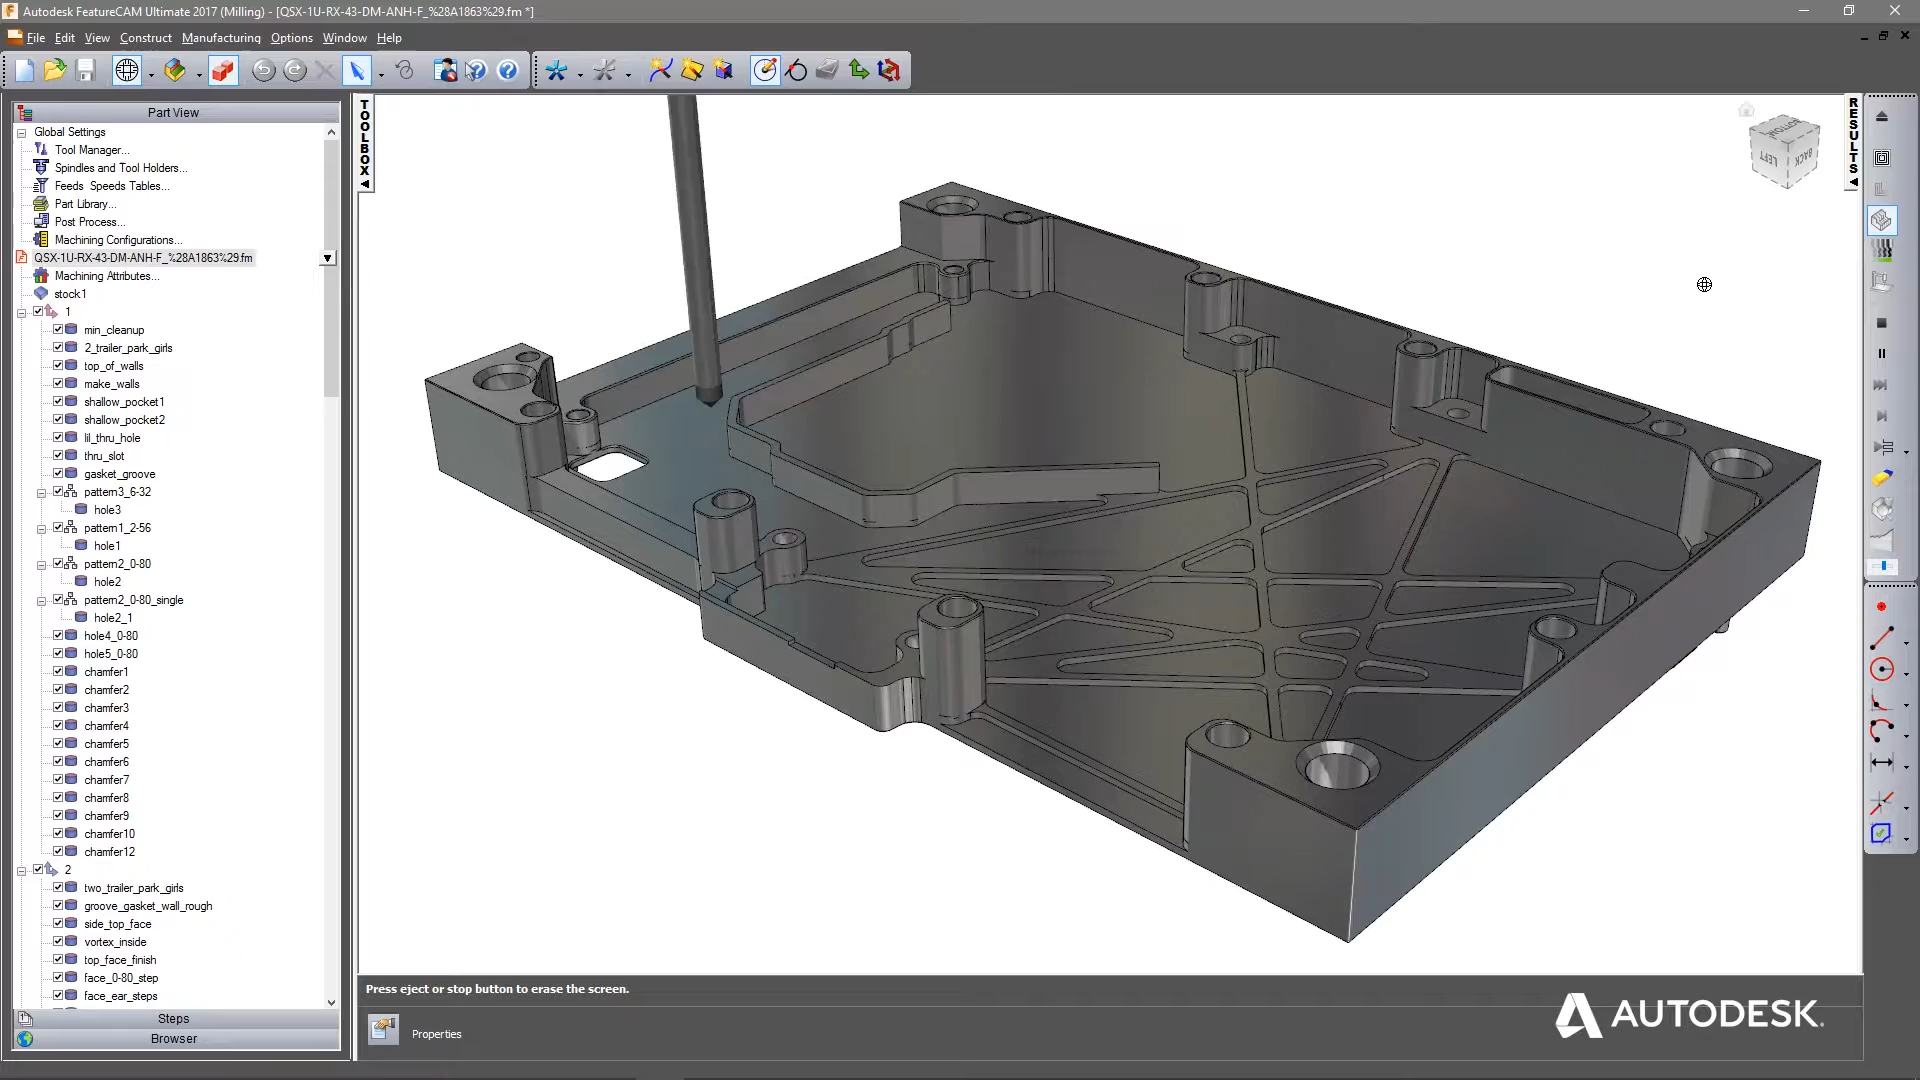 Autodesk FeatureCAM Ultimate 2017 (Milling) - [QSX-1U-RX-43-DM-ANH-F_%28A1863%29.fm *]
File Edit View Construct Manufacturing Options Window Help
Part View
Global Settings
Tool Manager...
Spindles and Tool Holders...
Feeds Speeds Tables...
Part Library...
Post Process...
Machining Configurations...
QSX-1U-RX-43-DM-ANH-F_%28A1863%29.fm
Machining Attributes...
stock1
1
min_cleanup
2_trailer_park_girls
top_of_walls
make_walls
shallow_pocket1
shallow_pocket2
lil_thru_hole
thru_slot
gasket_groove
pattern3_6-32
hole3
pattern1_2-56
hole1
pattern2_0-80
hole2
pattern2_0-80_single
hole2_1
hole4_0-80
hole5_0-80
chamfer1
chamfer2
chamfer3
chamfer4
chamfer5
chamfer6
chamfer7
chamfer8
chamfer9
chamfer10
chamfer12
2
two_trailer_park_girls
groove_gasket_wall_rough
side_top_face
vortex_inside
top_face_finish
face_0-80_step
face_ear_steps
Steps
Browser
TOOLBOX
RESULTS
BOTTOM
LEFT
BACK
Press eject or stop button to erase the screen.
Properties
AUTODESK.